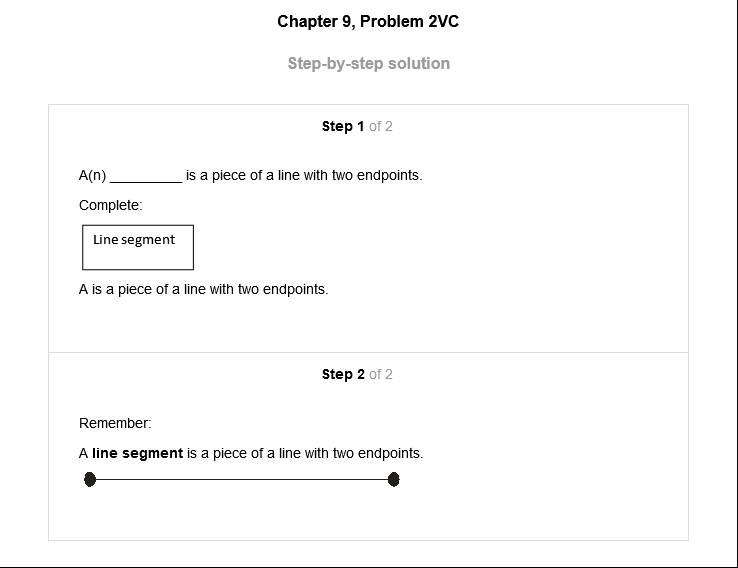 Chapter 9, Problem 2VC
Step-by-step solution
Step 1 of 2
A(n) __________ is a piece of a line with two endpoints.
Complete:
Line segment
A is a piece of a line with two endpoints.
Step 2 of 2
Remember:
A line segment is a piece of a line with two endpoints.